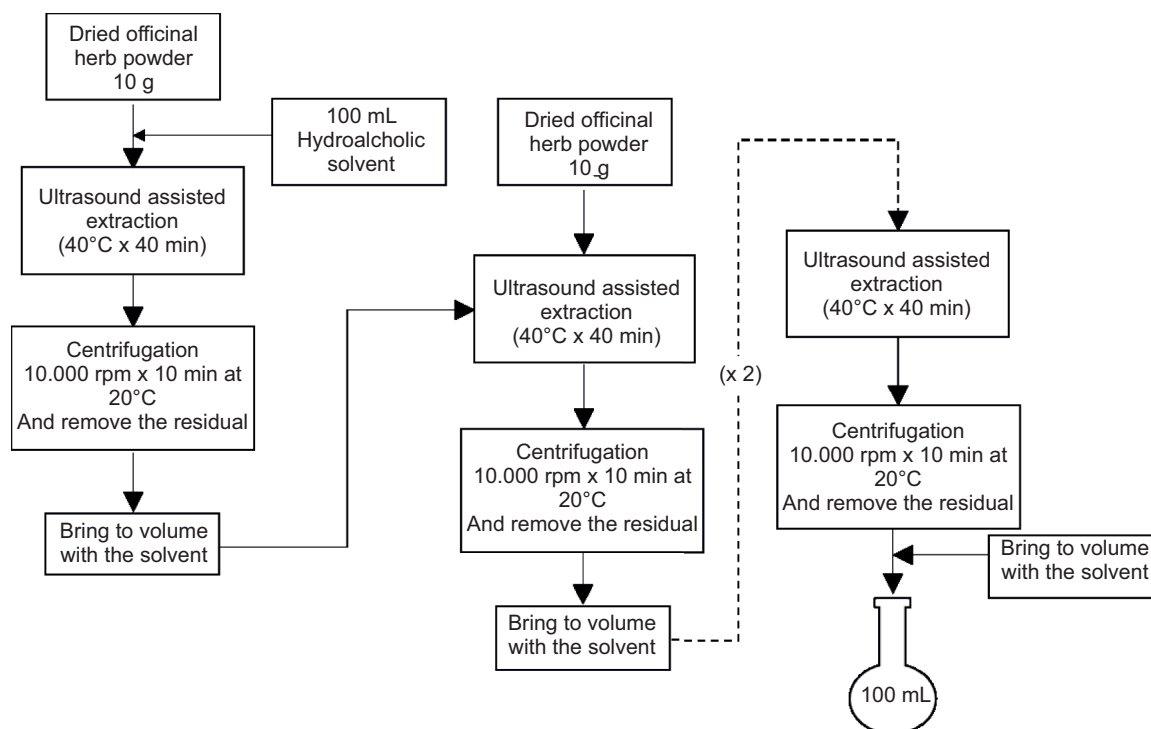 Dried officinal
herb powder
10 g
100 mL
Hydroalcholic
solvent
Ultrasound assisted
extraction
(40°C x 40 min)
Centrifugation
10.000 rpm x 10 min at
20°C
And remove the residual
Bring to volume
with the solvent
Dried officinal
herb powder
10 g
Ultrasound assisted
extraction
(40°C x 40 min)
Centrifugation
10.000 rpm x 10 min at
20°C
And remove the residual
Bring to volume
with the solvent
(x 2)
Ultrasound assisted
extraction
(40°C x 40 min)
Centrifugation
10.000 rpm x 10 min at
20°C
And remove the residual
Bring to volume
with the solvent
100 mL